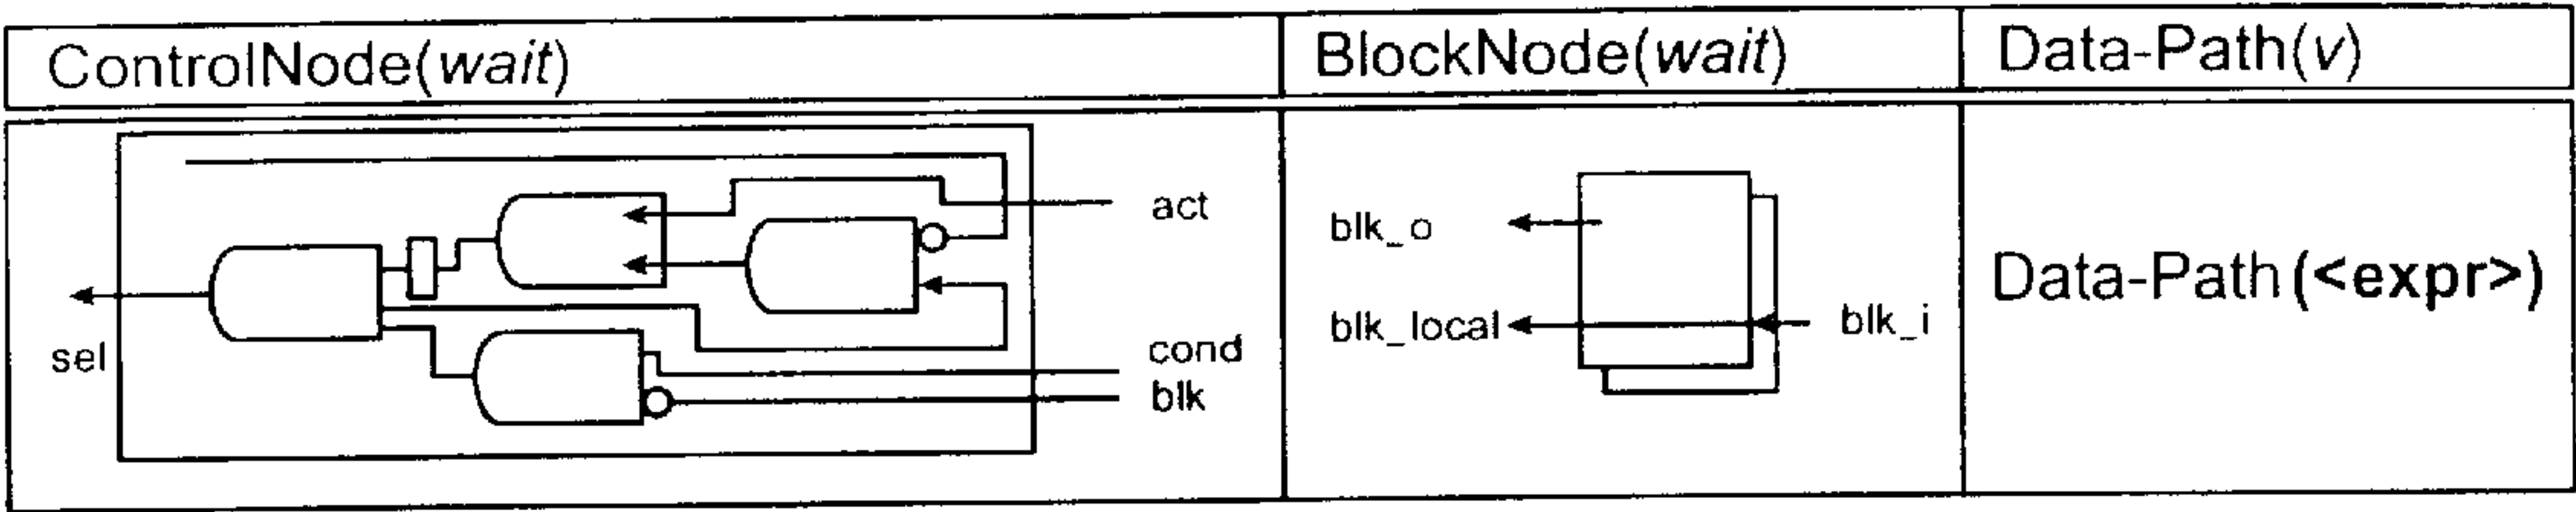 ControlNode(wait)
BlockNode(wait)
Data-Path(v)
act
sel
cond
blk
blk_o
blk_local
blk_i
Data-Path(<expr>)